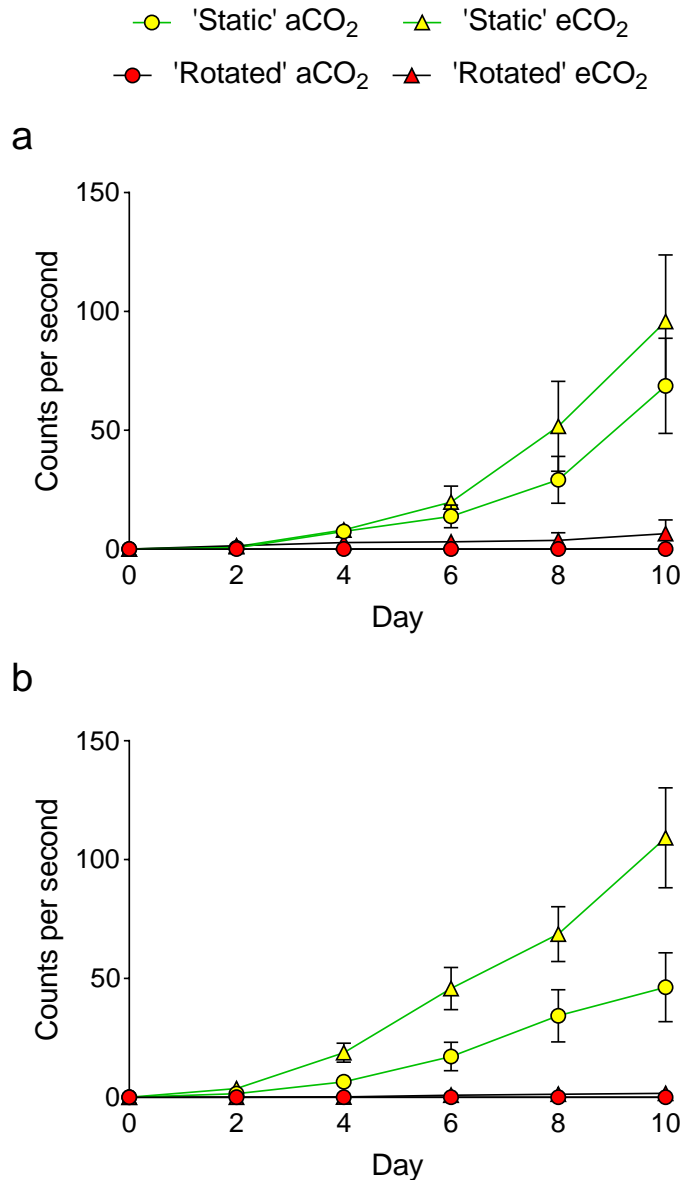 'Static' aCO₂ 'Static' eCO₂
'Rotated' aCO₂ 'Rotated' eCO₂
a
150
100
50
0
0 2 4 6 8 10
Counts per second
Day
b
150
100
50
0
0 2 4 6 8 10
Counts per second
Day